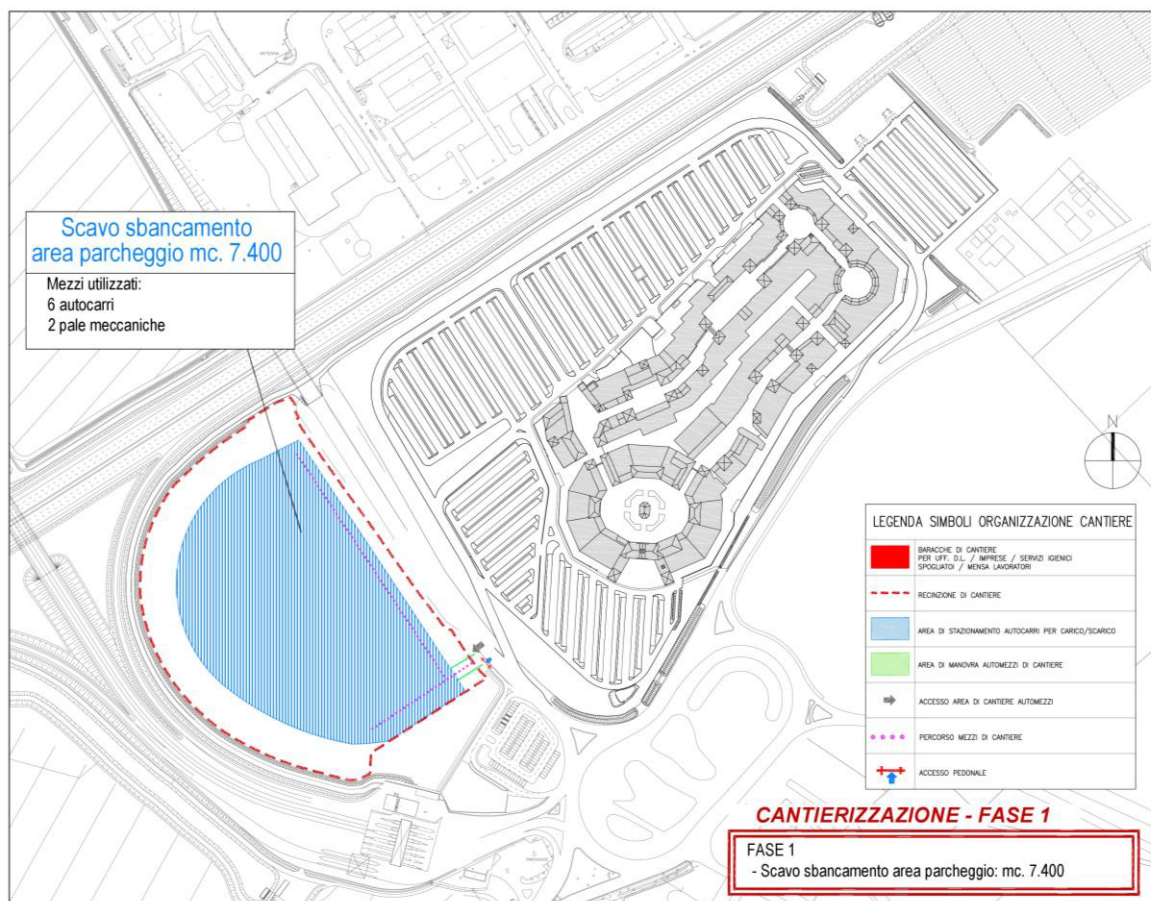 Scavo sbancamento
area parcheggio mc. 7.400
Mezzi utilizzati:
6 autocarri
2 pale meccaniche
N
LEGENDA SIMBOLI ORGANIZZAZIONE CANTIERE
BARACCHE DI CANTIERE
PER UFF. D.L. / IMPRESE / SERVIZI IGIENICI
SPOGLIATOI / MENSA LAVORATORI
RECINZIONE DI CANTIERE
AREA DI STAZIONAMENTO AUTOCARRI PER CARICO/SCARICO
AREA DI MANOVRA AUTOMEZZI DI CANTIERE
ACCESSO AREA DI CANTIERE AUTOMEZZI
PERCORSO MEZZI DI CANTIERE
ACCESSO PEDONALE
CANTIERIZZAZIONE - FASE 1
FASE 1
- Scavo sbancamento area parcheggio: mc. 7.400